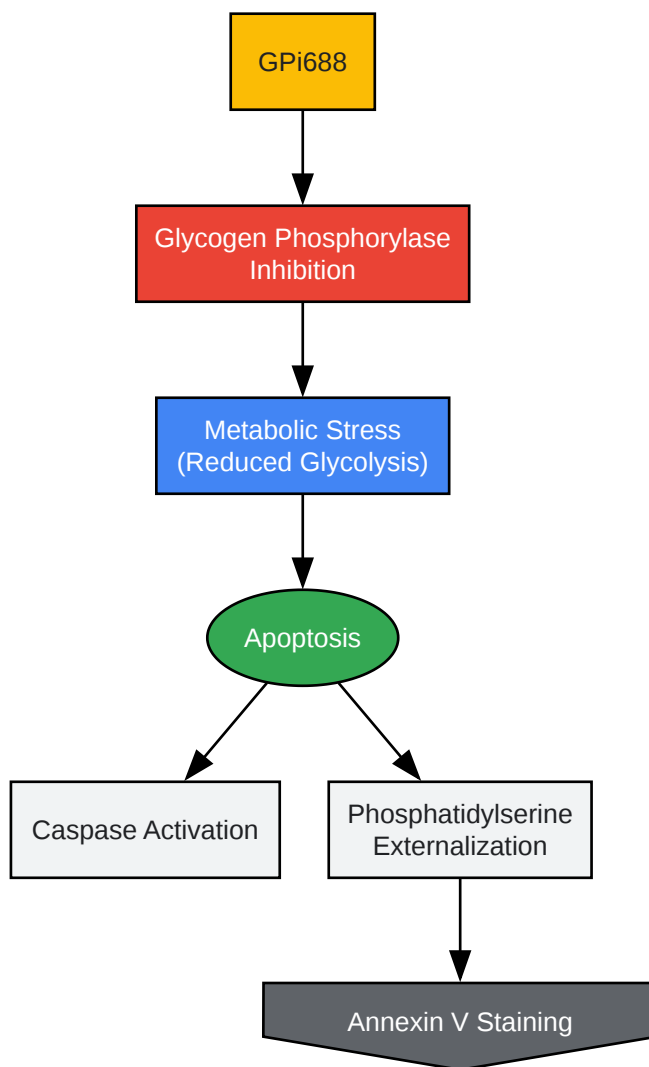 GPi688
Glycogen Phosphorylase
Inhibition
Metabolic Stress
(Reduced Glycolysis)
Apoptosis
Caspase Activation
Phosphatidylserine
Externalization
Annexin V Staining